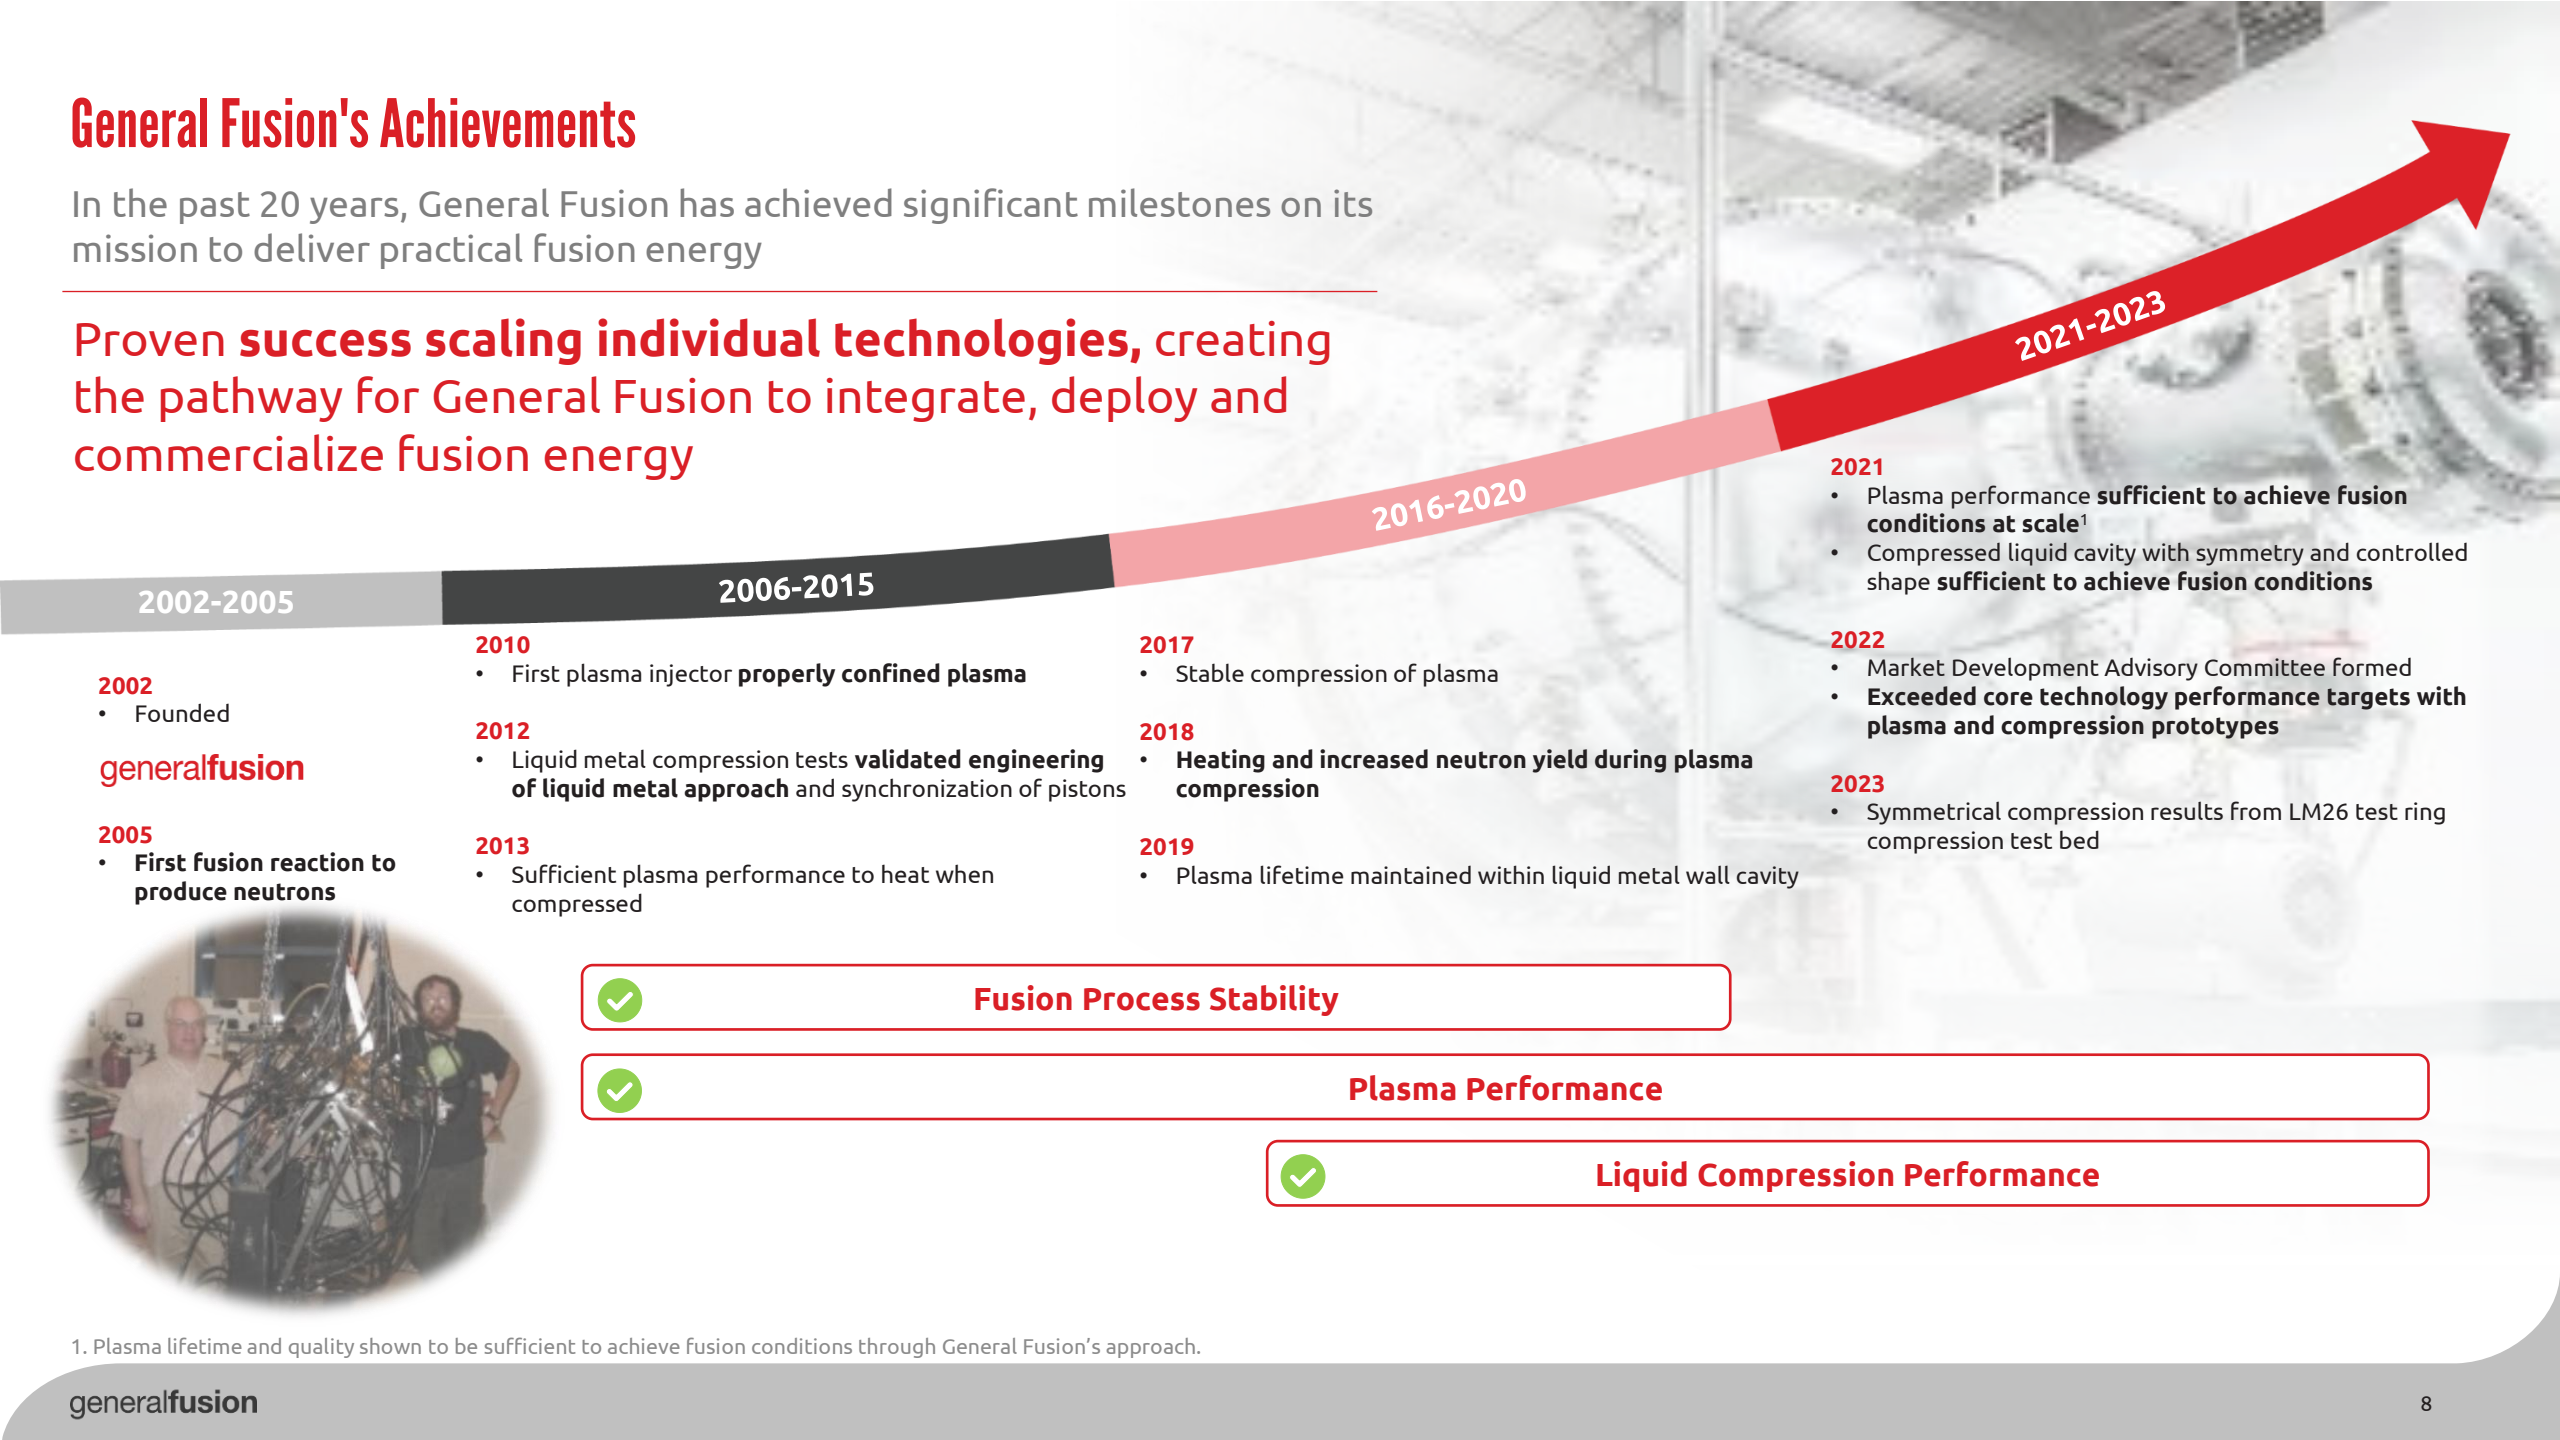 General Fusion's Achievements
In the past 20 years, General Fusion has achieved significant milestones on its
mission to deliver practical fusion energy
Proven success scaling individual technologies, creating
the pathway for General Fusion to integrate, deploy and
commercialize fusion energy
2002-2005
2006-2015
2016-2020
2021-2023
2002
• Founded
generalfusion
2005
• First fusion reaction to
produce neutrons
2010
• First plasma injector properly confined plasma
2012
• Liquid metal compression tests validated engineering
of liquid metal approach and synchronization of pistons
2013
• Sufficient plasma performance to heat when
compressed
2017
• Stable compression of plasma
2018
• Heating and increased neutron yield during plasma
compression
2019
• Plasma lifetime maintained within liquid metal wall cavity
2021
• Plasma performance sufficient to achieve fusion
conditions at scale¹
• Compressed liquid cavity with symmetry and controlled
shape sufficient to achieve fusion conditions
2022
• Market Development Advisory Committee formed
• Exceeded core technology performance targets with
plasma and compression prototypes
2023
• Symmetrical compression results from LM26 test ring
compression test bed
Fusion Process Stability
Plasma Performance
Liquid Compression Performance
1. Plasma lifetime and quality shown to be sufficient to achieve fusion conditions through General Fusion’s approach.
generalfusion
8